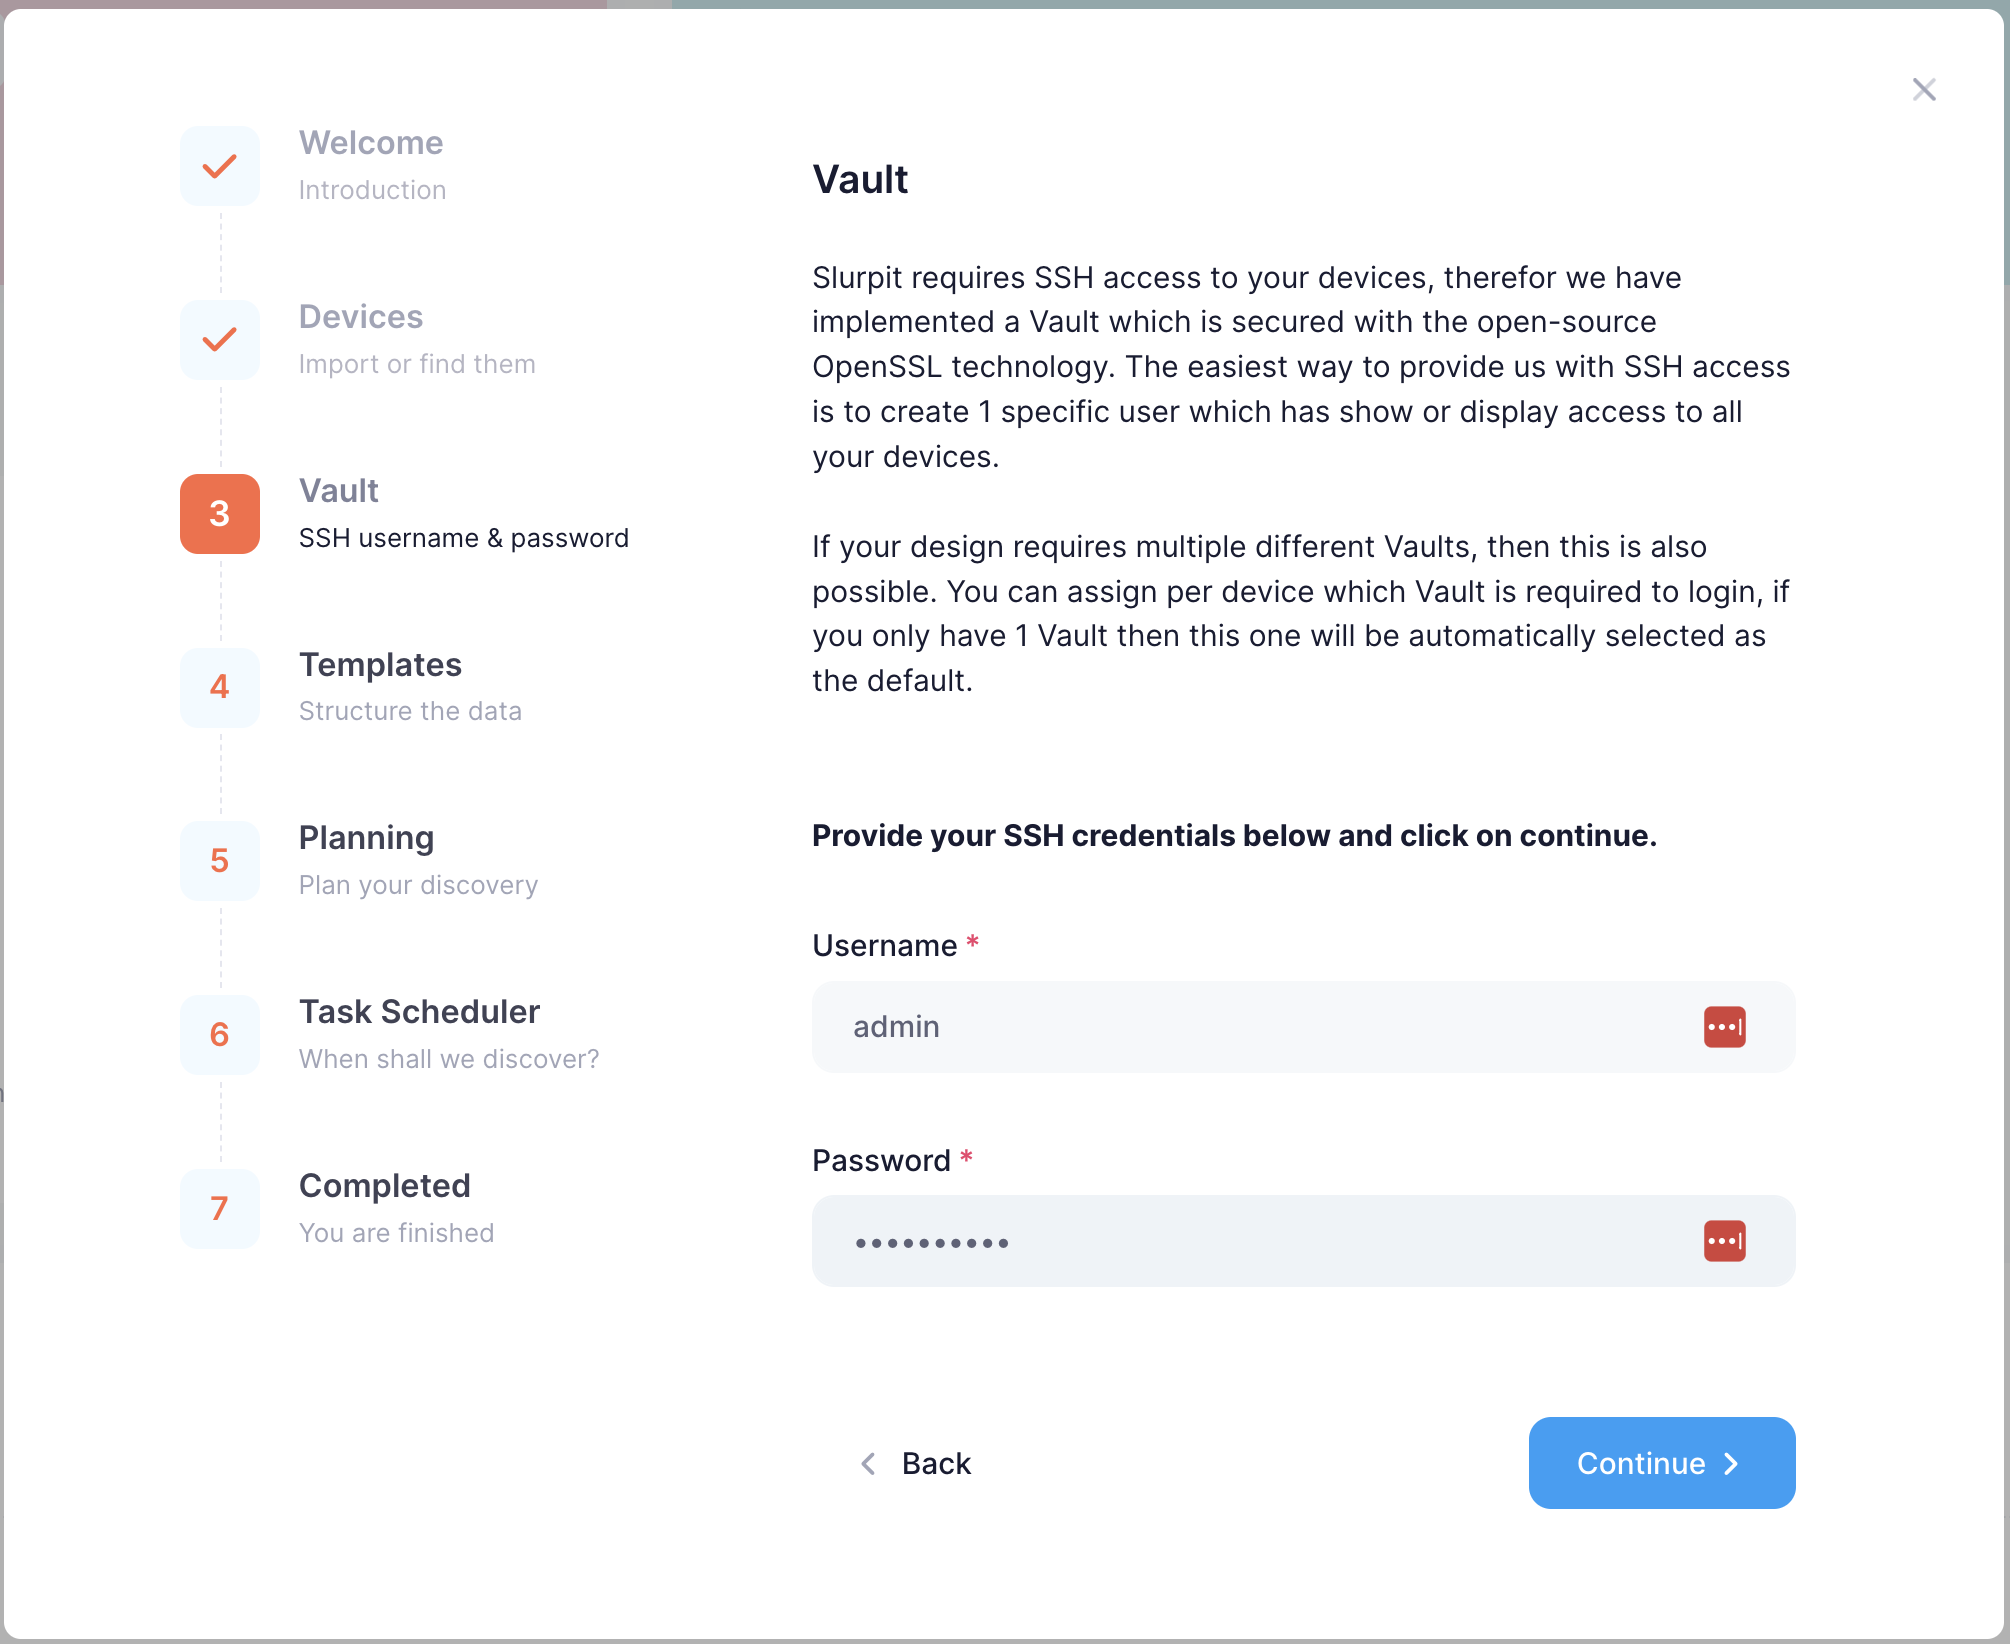 Welcome
Introduction
Devices
Import or find them
3
Vault
SSH username & password
4
Templates
Structure the data
5
Planning
Plan your discovery
6
Task Scheduler
When shall we discover?
7
Completed
You are finished
Vault
Slurpit requires SSH access to your devices, therefor we have
implemented a Vault which is secured with the open-source
OpenSSL technology. The easiest way to provide us with SSH access
is to create 1 specific user which has show or display access to all
your devices.
If your design requires multiple different Vaults, then this is also
possible. You can assign per device which Vault is required to login, if
you only have 1 Vault then this one will be automatically selected as
the default.
Provide your SSH credentials below and click on continue.
Username *
admin
Password *
••••••••••
Back
Continue